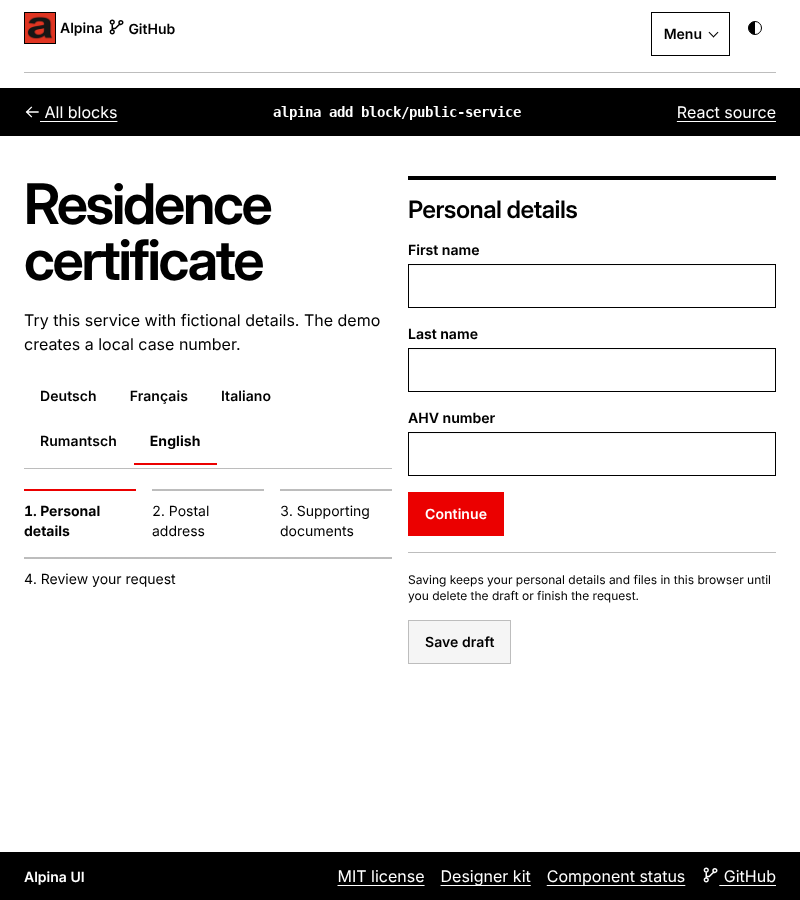 a Alpina GitHub
Menu
← All blocks
alpina add block/public-service
React source
Residence
certificate
Try this service with fictional details. The demo
creates a local case number.
Deutsch Français Italiano
Rumantsch English
1. Personal
details
2. Postal
address
3. Supporting
documents
4. Review your request
Personal details
First name
Last name
AHV number
Continue
Saving keeps your personal details and files in this browser until
you delete the draft or finish the request.
Save draft
Alpina UI
MIT license Designer kit Component status GitHub